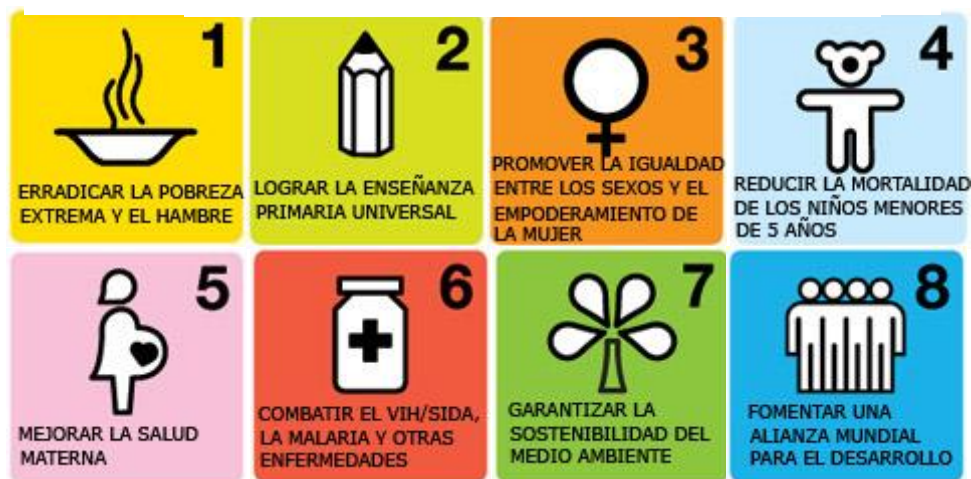 1
ERRADICAR LA POBREZA
EXTREMA Y EL HAMBRE
2
LOGRAR LA ENSEÑANZA
PRIMARIA UNIVERSAL
3
PROMOVER LA IGUALDAD
ENTRE LOS SEXOS Y EL
EMPODERAMIENTO DE
LA MUJER
4
REDUCIR LA MORTALIDAD
DE LOS NIÑOS MENORES
DE 5 AÑOS
5
MEJORAR LA SALUD
MATERNA
6
COMBATIR EL VIH/SIDA,
LA MALARIA Y OTRAS
ENFERMEDADES
7
GARANTIZAR LA
SOSTENIBILIDAD DEL
MEDIO AMBIENTE
8
FOMENTAR UNA
ALIANZA MUNDIAL
PARA EL DESARROLLO